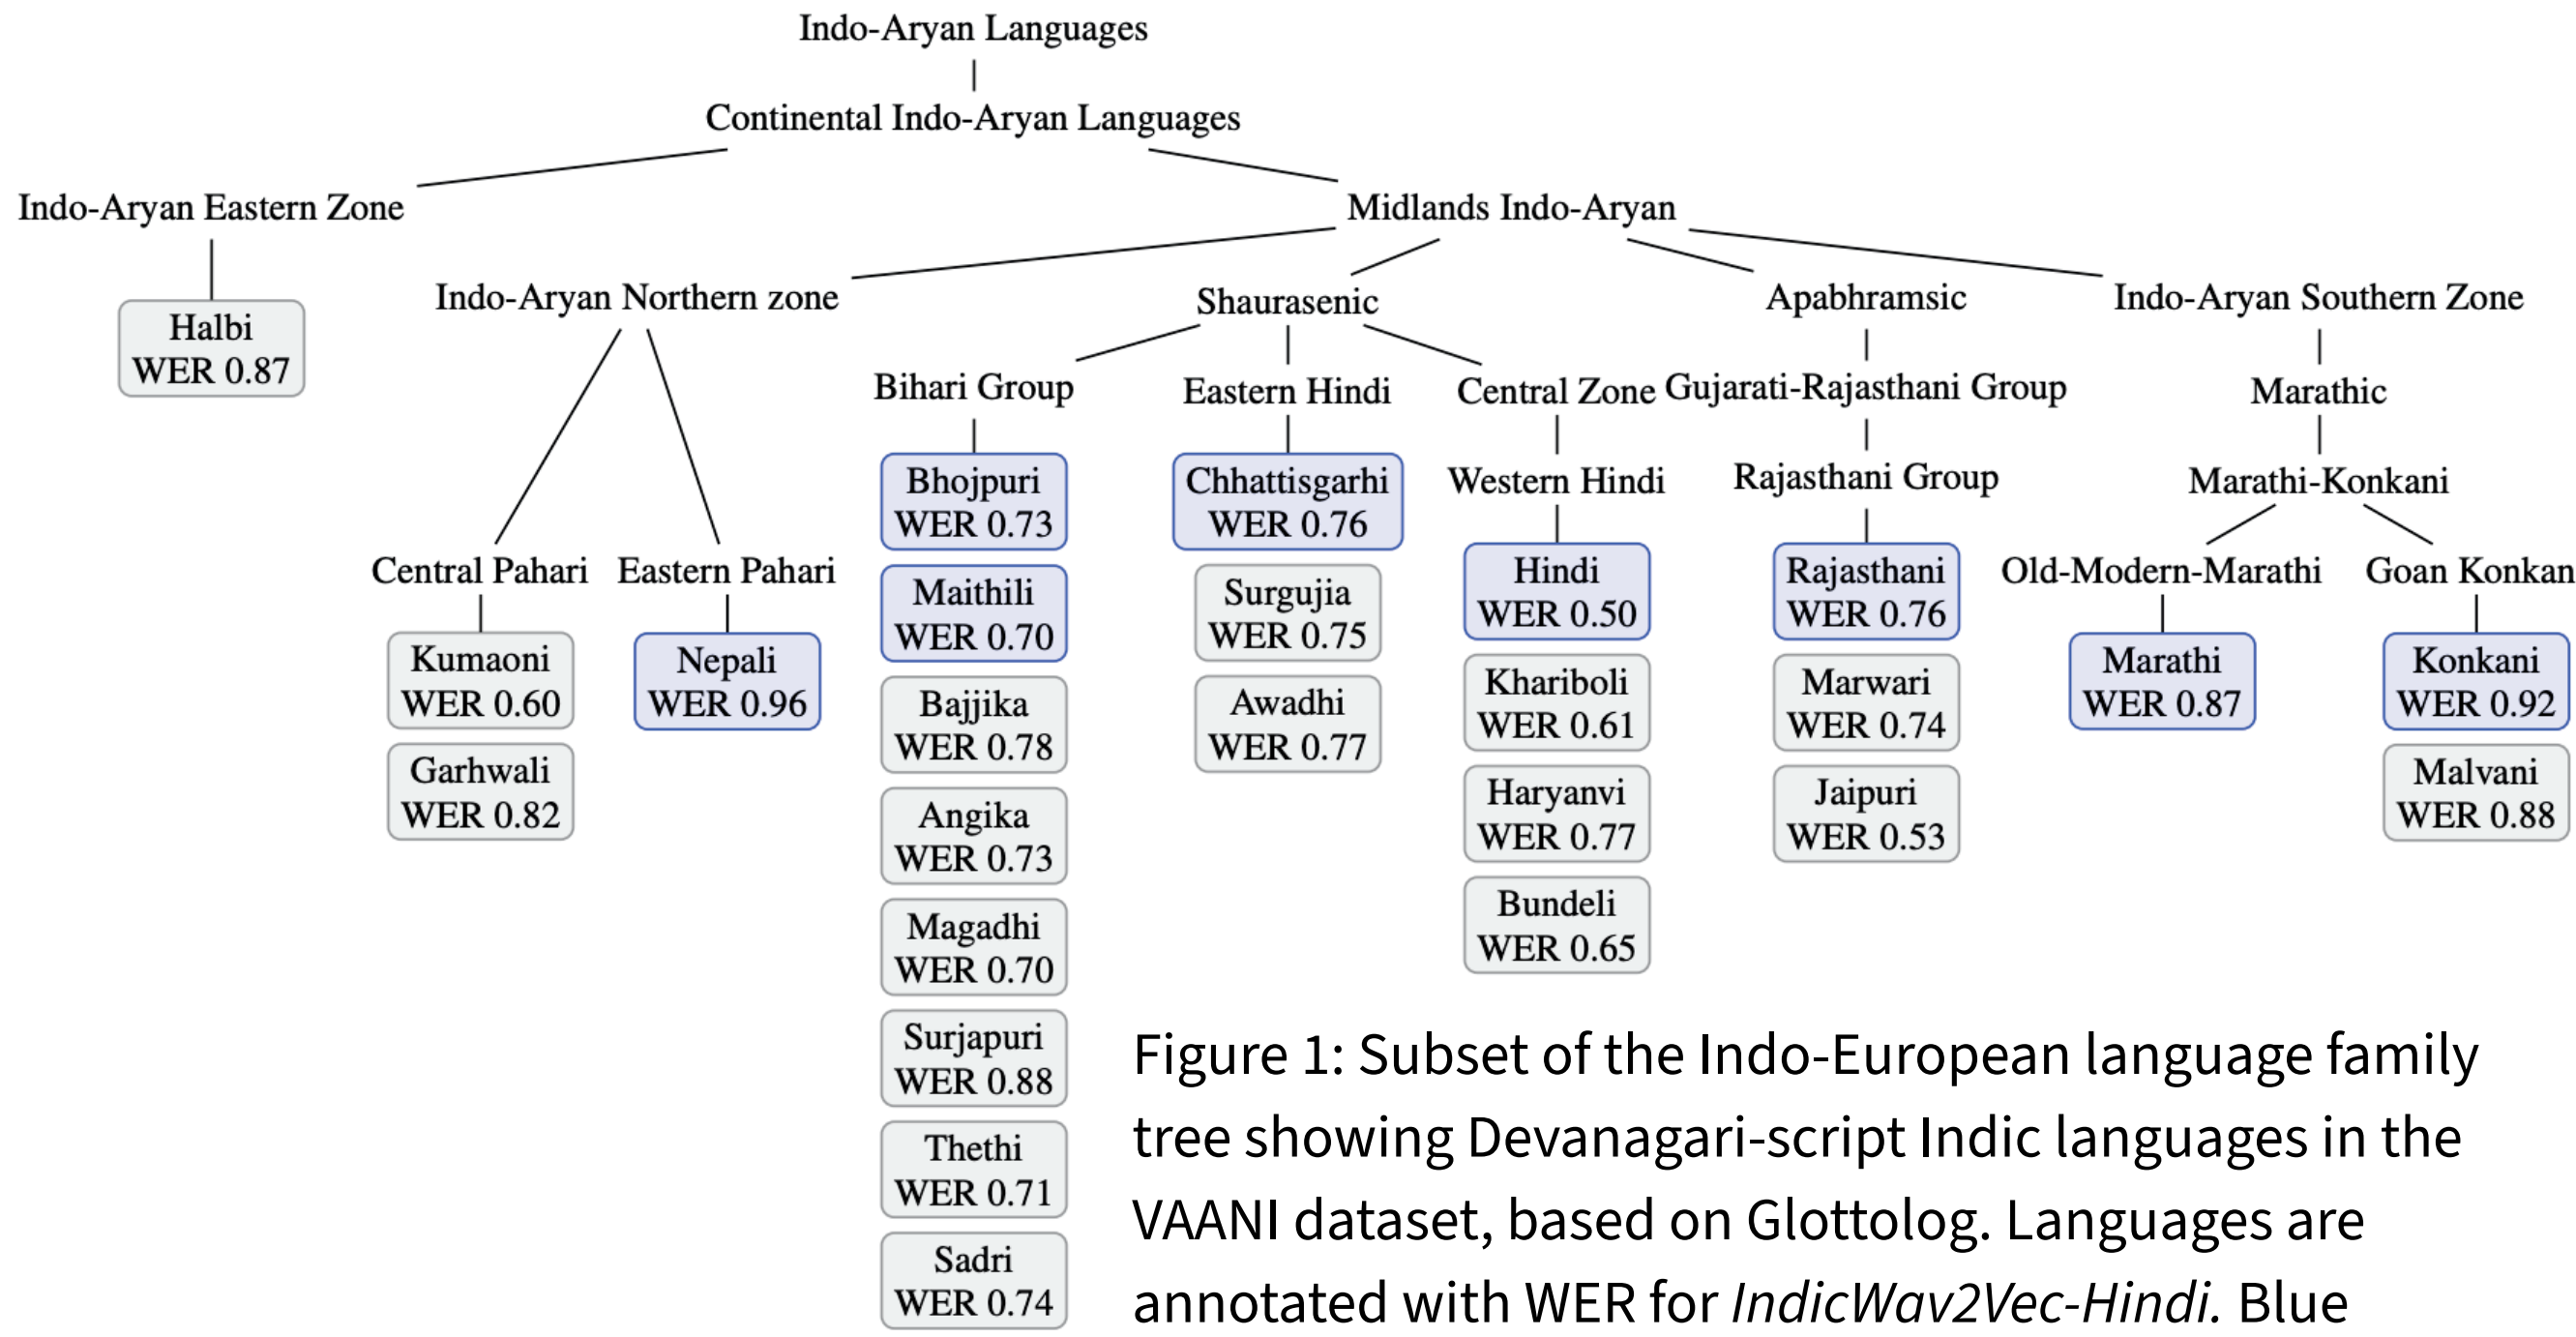 Indo-Aryan Languages
Continental Indo-Aryan Languages
Indo-Aryan Eastern Zone
Midlands Indo-Aryan
Halbi
WER 0.87
Indo-Aryan Northern zone
Shaurasenic
Apabhramsic
Indo-Aryan Southern Zone
Central Pahari
Kumaoni
WER 0.60
Garhwali
WER 0.82
Eastern Pahari
Nepali
WER 0.96
Bihari Group
Bhojpuri
WER 0.73
Maithili
WER 0.70
Bajjika
WER 0.78
Angika
WER 0.73
Magadhi
WER 0.70
Surjapuri
WER 0.88
Thethi
WER 0.71
Sadri
WER 0.74
Eastern Hindi
Chhattisgarhi
WER 0.76
Surgujia
WER 0.75
Awadhi
WER 0.77
Central Zone
Western Hindi
Hindi
WER 0.50
Khariboli
WER 0.61
Haryanvi
WER 0.77
Bundeli
WER 0.65
Gujarati-Rajasthani Group
Rajasthani Group
Rajasthani
WER 0.76
Marwari
WER 0.74
Jaipuri
WER 0.53
Marathic
Marathi-Konkani
Old-Modern-Marathi
Marathi
WER 0.87
Goan Konkan
Konkani
WER 0.92
Malvani
WER 0.88
Figure 1: Subset of the Indo-European language family
tree showing Devanagari-script Indic languages in the
VAANI dataset, based on Glottolog. Languages are
annotated with WER for IndicWav2Vec-Hindi. Blue